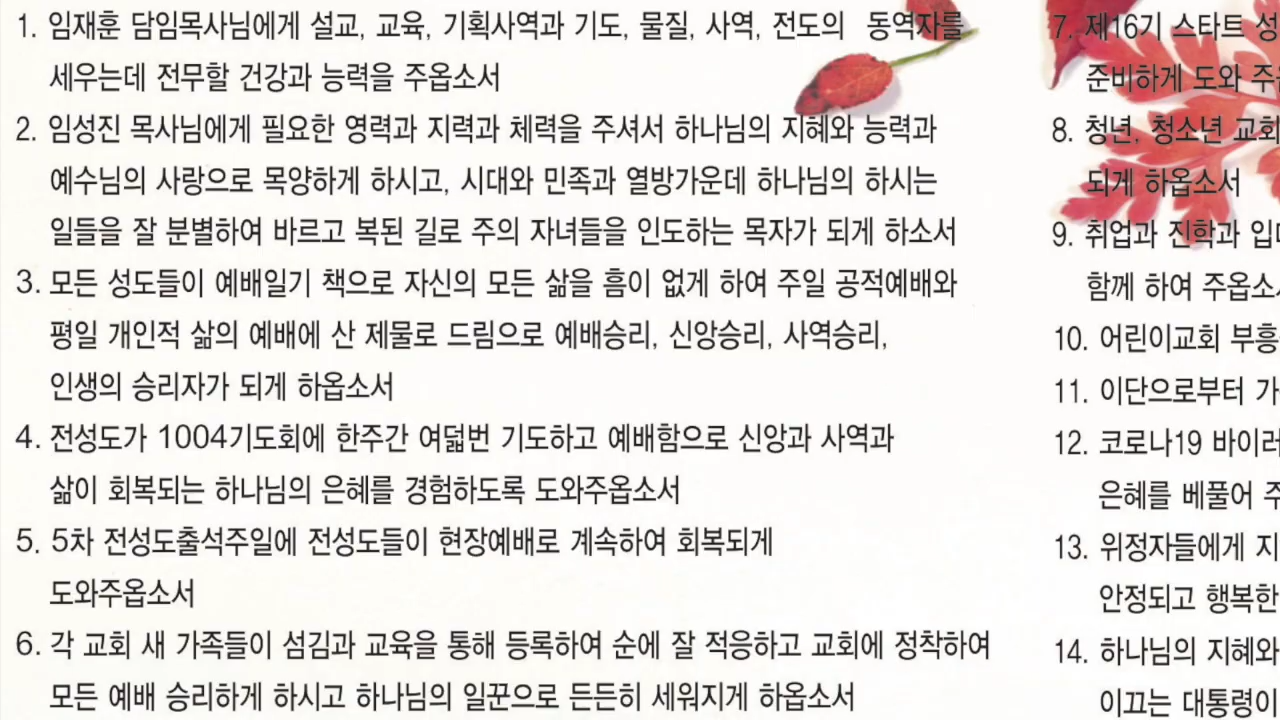 1. 임재훈 담임목사님에게 설교, 교육, 기획사역과 기도, 물질, 사역, 전도의 동역자를
세우는데 전무할 건강과 능력을 주옵소서
2. 임성진 목사님에게 필요한 영력과 지력과 체력을 주셔서 하나님의 지혜와 능력과
예수님의 사랑으로 목양하게 하시고, 시대와 민족과 열방가운데 하나님의 하시는
일들을 잘 분별하여 바르고 복된 길로 주의 자녀들을 인도하는 목자가 되게 하소서
3. 모든 성도들이 예배일기 책으로 자신의 모든 삶을 흠이 없게 하여 주일 공적예배와
평일 개인적 삶의 예배에 산 제물로 드림으로 예배승리, 신앙승리, 사역승리,
인생의 승리자가 되게 하옵소서
4. 전성도가 1004기도회에 한주간 여덟번 기도하고 예배함으로 신앙과 사역과
삶이 회복되는 하나님의 은혜를 경험하도록 도와주옵소서
5. 5차 전성도출석주일에 전성도들이 현장예배로 계속하여 회복되게
도와주옵소서
6. 각 교회 새 가족들이 섬김과 교육을 통해 등록하여 순에 잘 적응하고 교회에 정착하여
모든 예배 승리하게 하시고 하나님의 일꾼으로 든든히 세워지게 하옵소서
7. 제16기 스타트 성
준비하게 도와
8. 청년, 청소년 교회
되게 하옵소서
9. 취업과 진학과
함께 하여 주옵소
10. 어린이교회 부흥
11. 이단으로부터
12. 코로나19 바이러
은혜를 베풀어
13. 위정자들에게
안정되고 행복한
14. 하나님의 지혜와
이끄는 대통령이